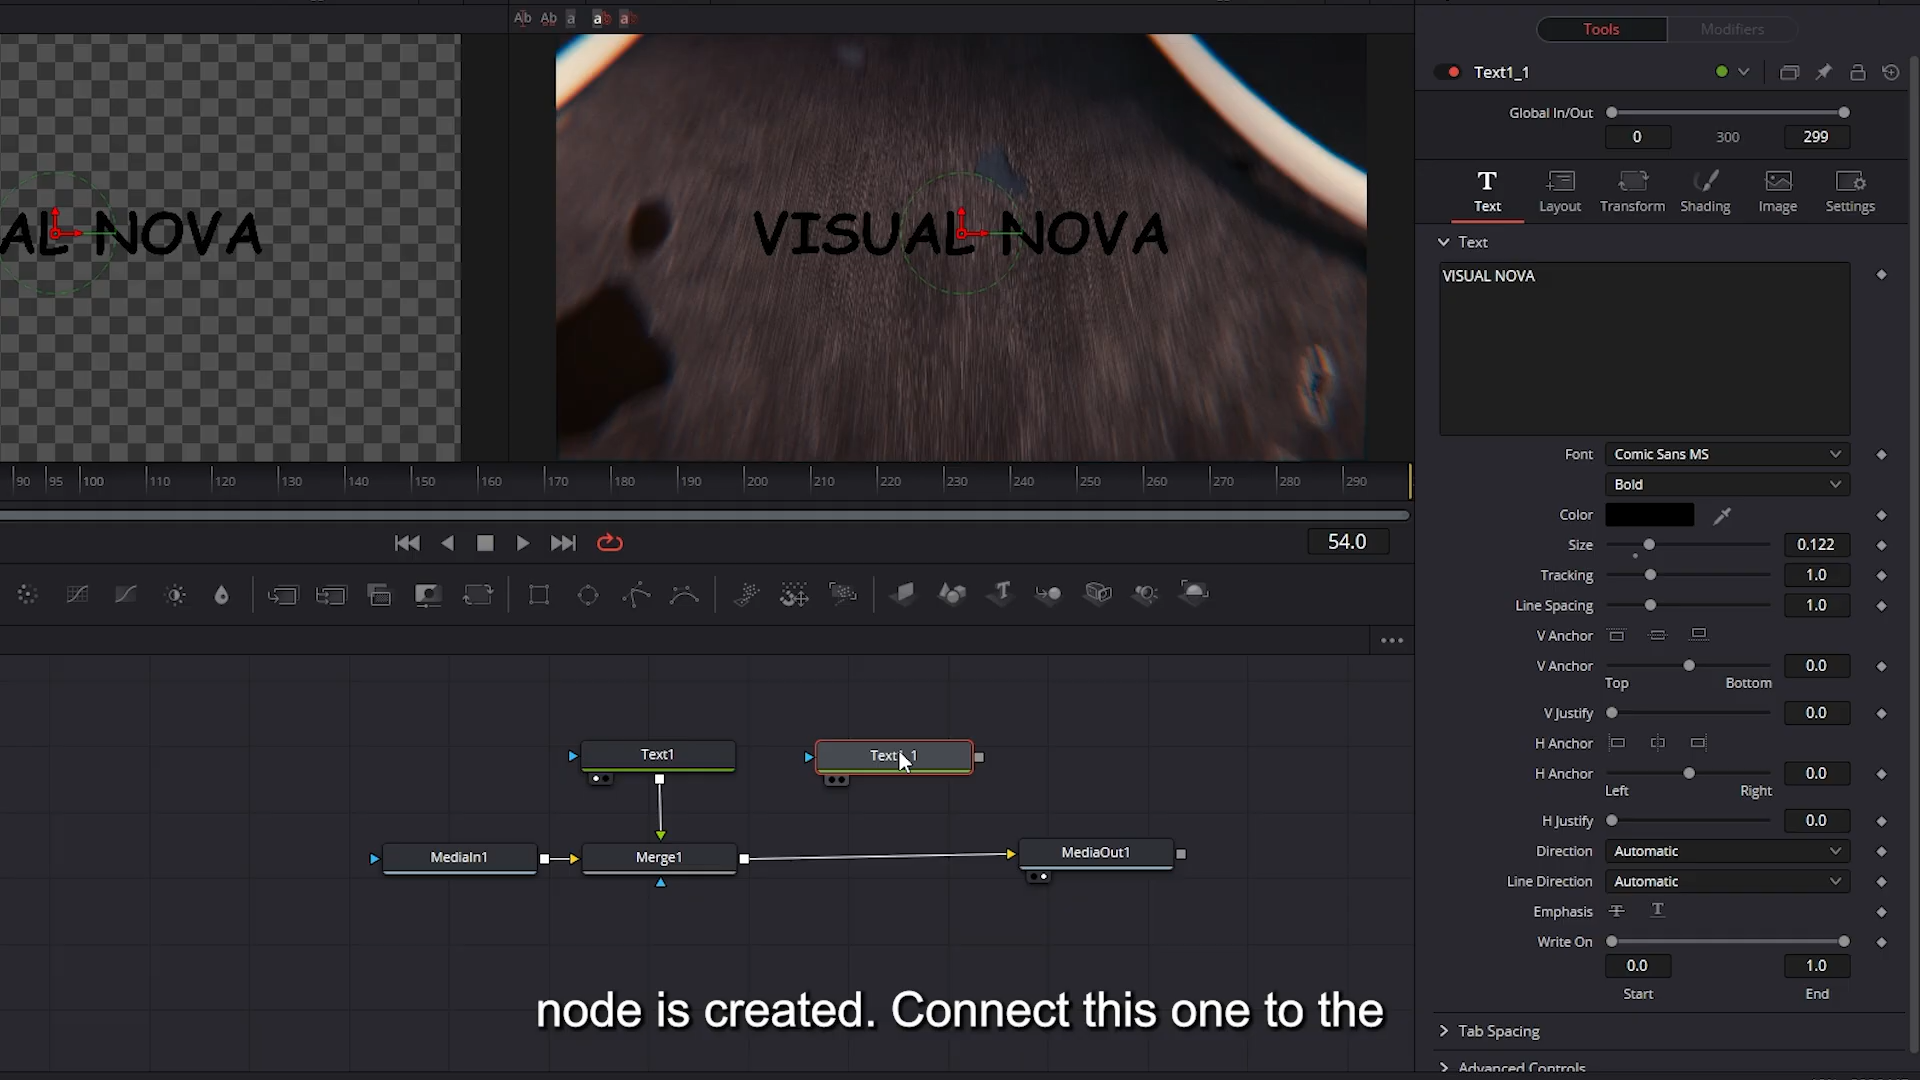 Ab Ab a ab ab
Tools Modifiers
Text1_1
Global In/Out
0 300 299
AL NOVA
VISUAL NOVA
Text Layout Transform Shading Image Settings
Text
VISUAL NOVA
Font Comic Sans MS
Bold
90 95 100 110 120 130 140 150 160 170 180 190 200 210 220 230 240 250 260 270 280 290
Color
54.0
Size 0.122
Tracking 1.0
Line Spacing 1.0
V Anchor
V Anchor 0.0
Top Bottom
V Justify 0.0
H Anchor
H Anchor 0.0
Left Right
H Justify 0.0
Direction Automatic
Line Direction Automatic
Emphasis
Write On
0.0 1.0
Start End
Tab Spacing
Advanced Controls
Text1
Text1_1
MediaIn1
Merge1
MediaOut1
node is created. Connect this one to the